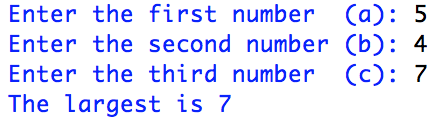 Enter the first number  (a): 5
Enter the second number (b): 4
Enter the third number  (c): 7
The largest is 7